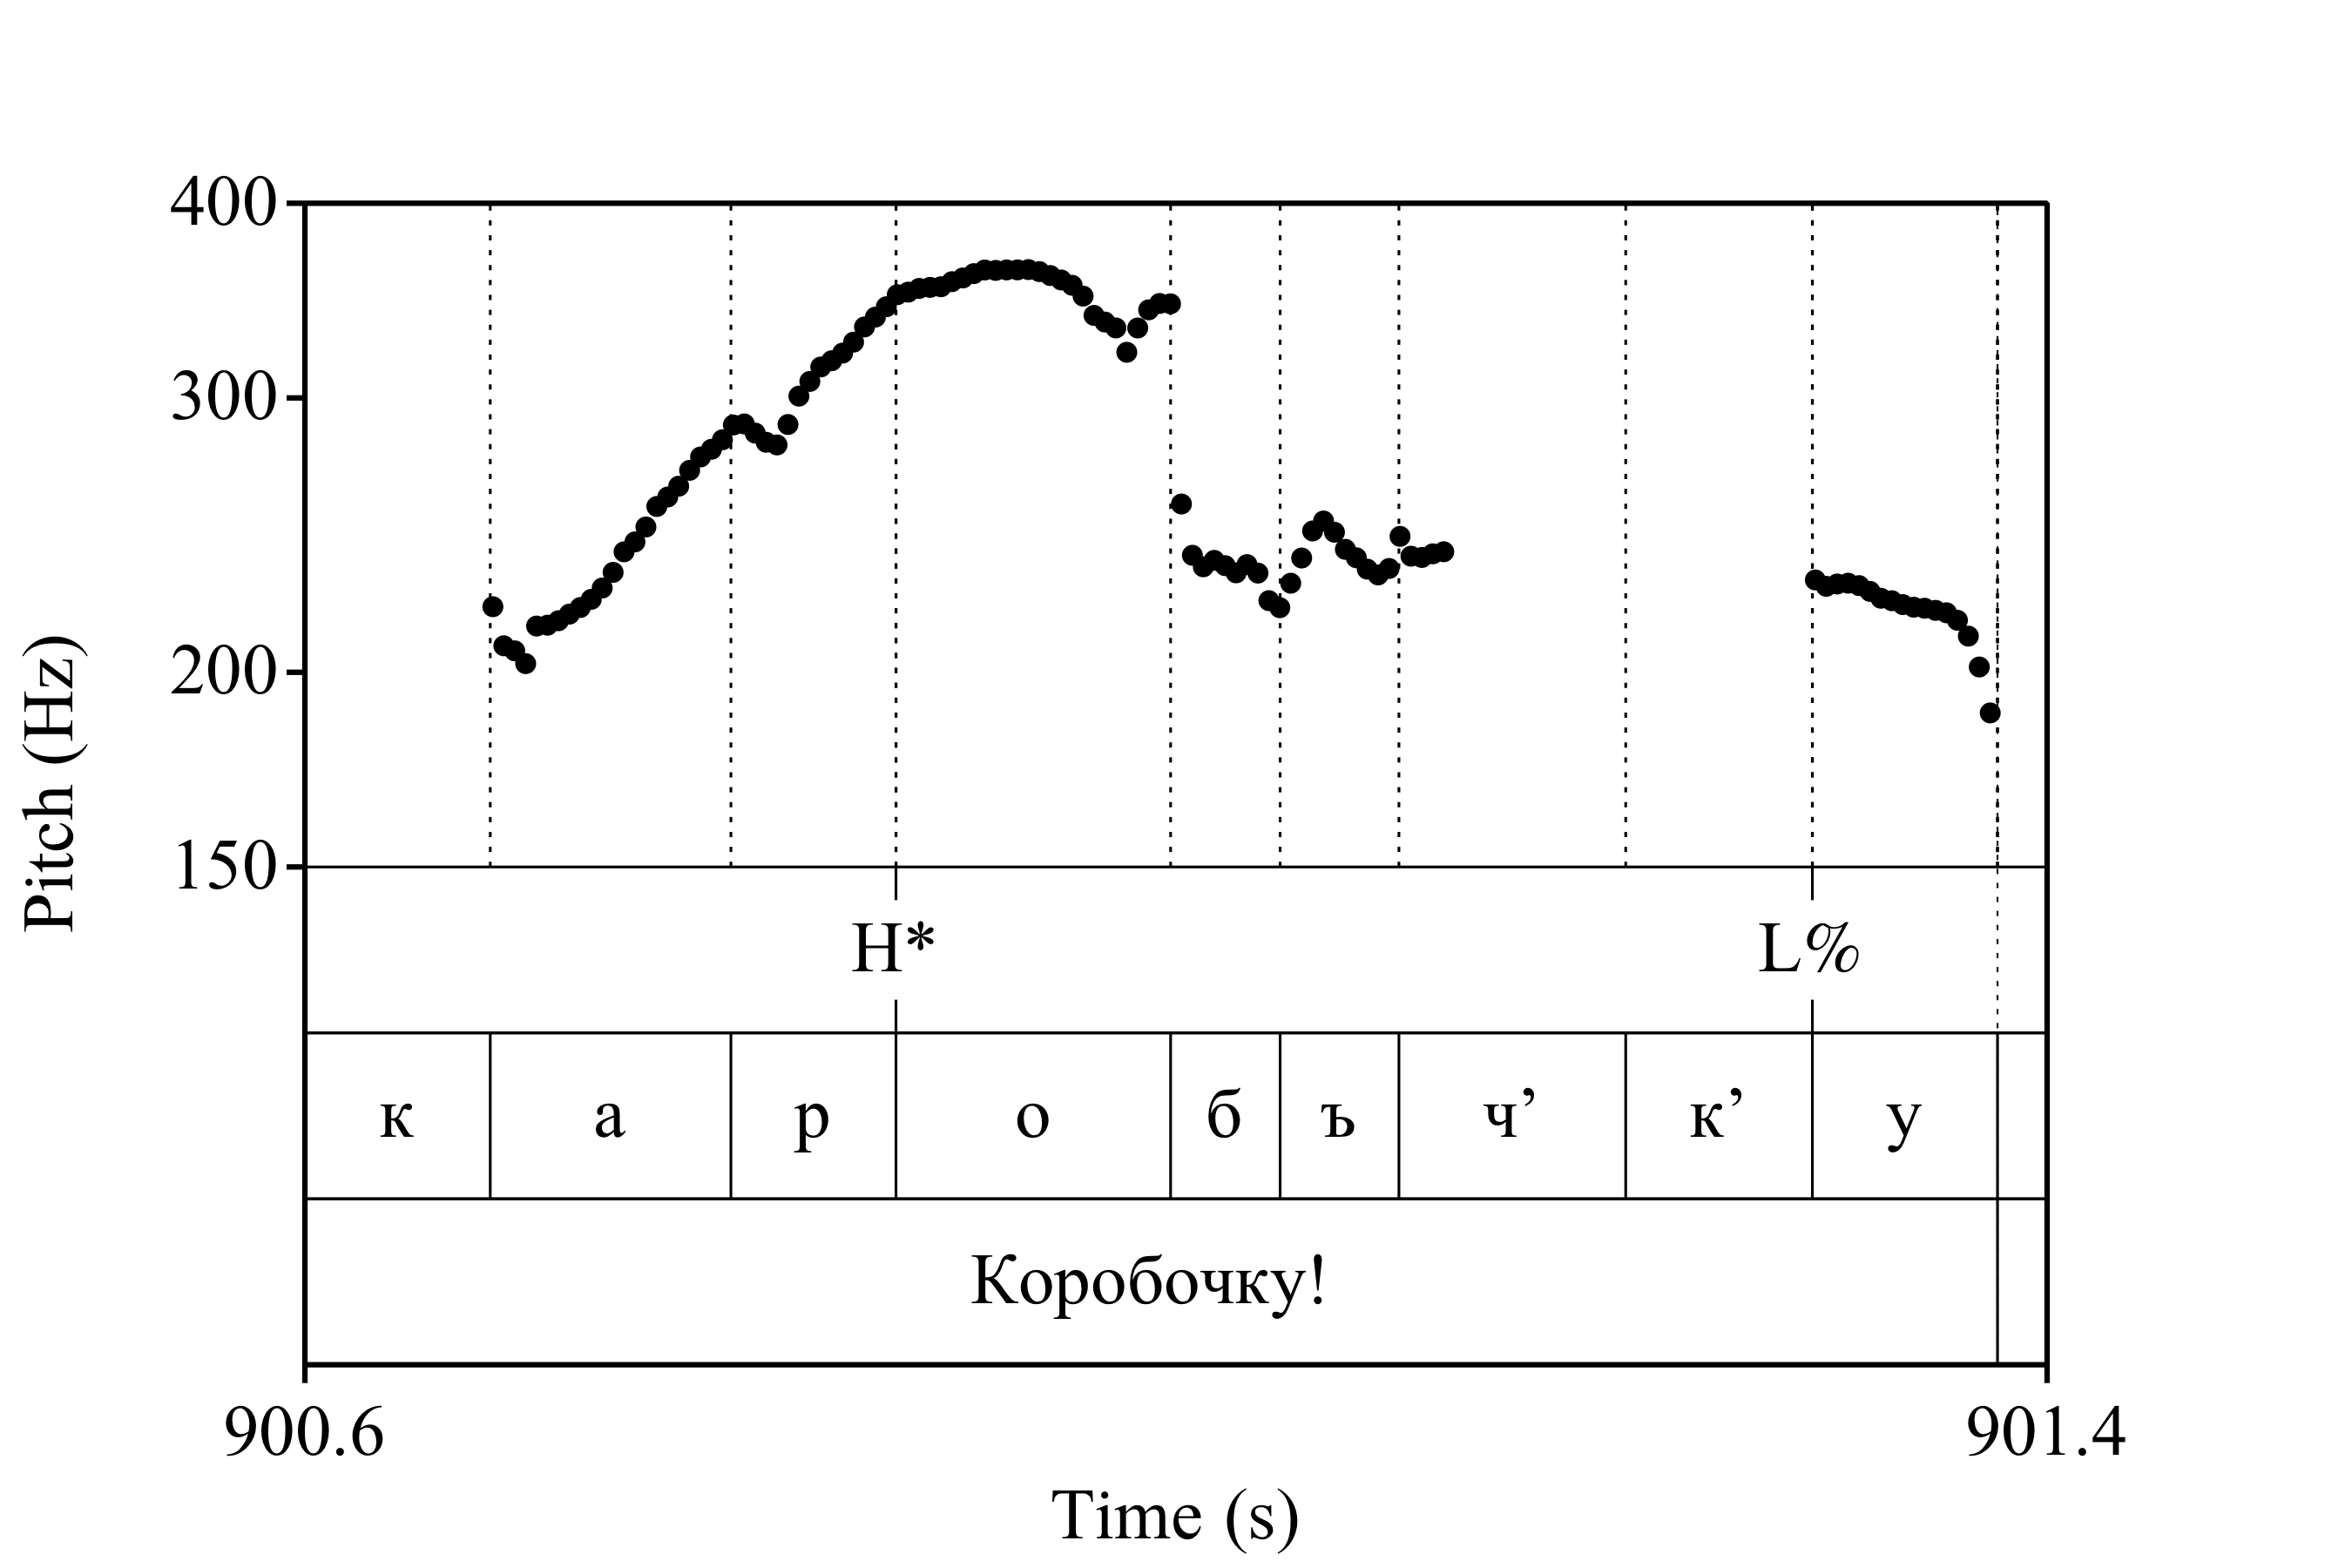 400
300
200
150
Pitch (Hz)
H* L%
к а р о б ъ ч’ к’ у
Коробочку!
900.6 901.4
Time (s)